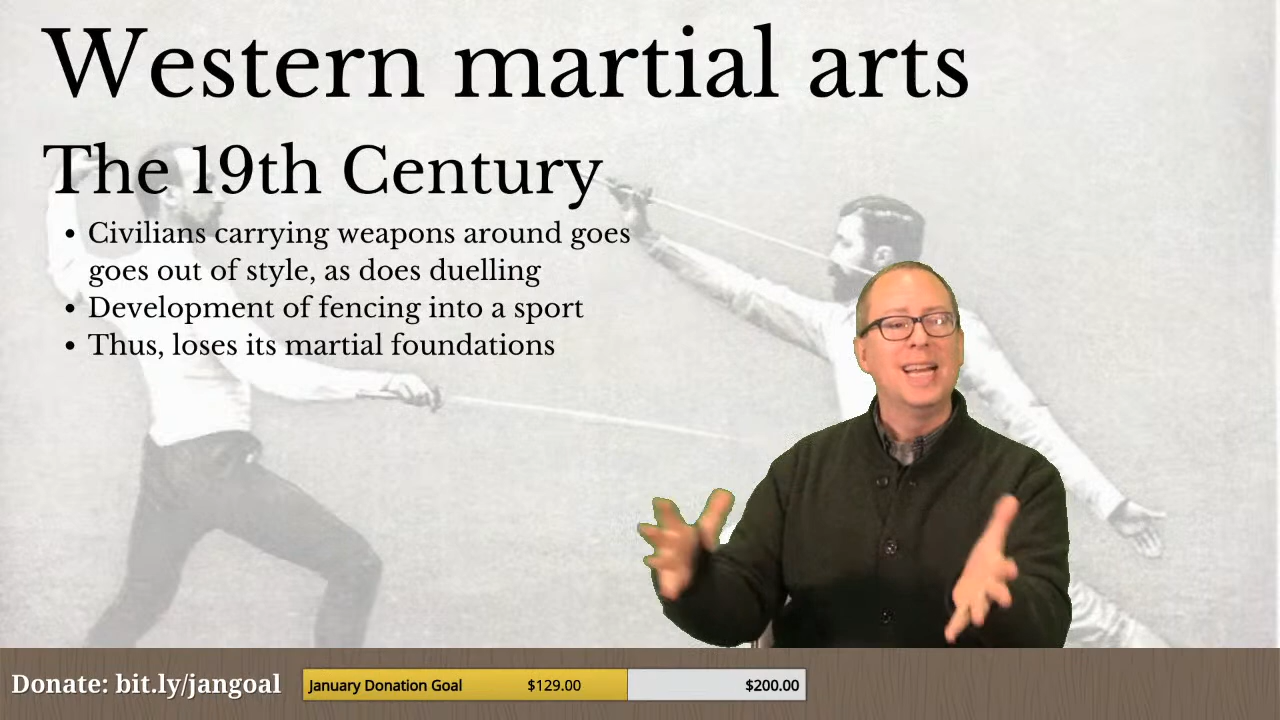 Western martial arts
The 19th Century
• Civilians carrying weapons around goes
goes out of style, as does duelling
• Development of fencing into a sport
• Thus, loses its martial foundations
Donate: bit.ly/jangoal
January Donation Goal $129.00 $200.00